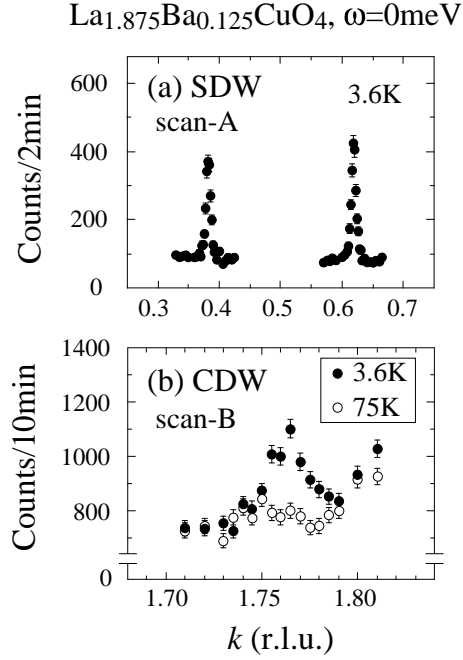 La1.875Ba0.125CuO4, ω=0meV
600
400
200
0
Counts/2min
(a) SDW
scan-A
3.6K
0.3 0.4 0.5 0.6 0.7
1400
1200
1000
800
0
Counts/10min
(b) CDW
scan-B
3.6K
75K
1.70 1.75 1.80
k (r.l.u.)